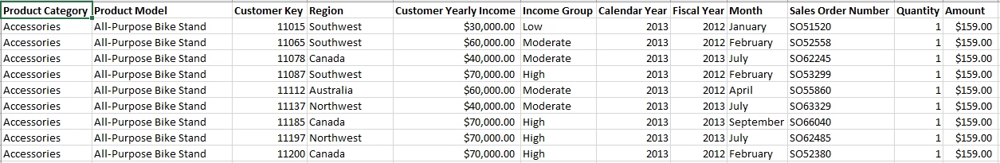 Product Category Product Model Customer Key Region Customer Yearly Income Income Group Calendar Year Fiscal Year Month Sales Order Number Quantity Amount
Accessories All-Purpose Bike Stand 11015 Southwest $30,000.00 Low 2013 2012 January SO51520 1 $159.00
Accessories All-Purpose Bike Stand 11065 Southwest $60,000.00 Moderate 2013 2012 February SO52558 1 $159.00
Accessories All-Purpose Bike Stand 11078 Canada $40,000.00 Moderate 2013 2013 July SO62245 1 $159.00
Accessories All-Purpose Bike Stand 11087 Southwest $70,000.00 High 2013 2012 February SO53299 1 $159.00
Accessories All-Purpose Bike Stand 11112 Australia $60,000.00 Moderate 2013 2012 April SO55860 1 $159.00
Accessories All-Purpose Bike Stand 11137 Northwest $40,000.00 Moderate 2013 2013 July SO63329 1 $159.00
Accessories All-Purpose Bike Stand 11185 Canada $70,000.00 High 2013 2013 September SO66040 1 $159.00
Accessories All-Purpose Bike Stand 11197 Northwest $70,000.00 High 2013 2013 July SO62485 1 $159.00
Accessories All-Purpose Bike Stand 11200 Canada $70,000.00 High 2013 2012 February SO52380 1 $159.00